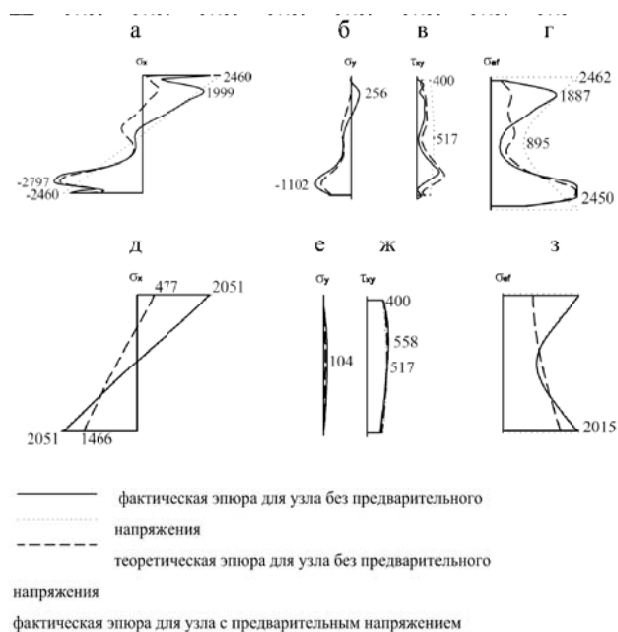 а б в г
σx σy τxy σef
2460
1999
-2797
-2460
256
-1102
400
517
2462
1887
895
2450
д е ж з
σx σy τxy σef
477 2051
2051 1466
104
400
558
517
2015
фактическая эпюра для узла без предварительного
напряжения
теоретическая эпюра для узла без предварительного
напряжения
фактическая эпюра для узла с предварительным напряжением